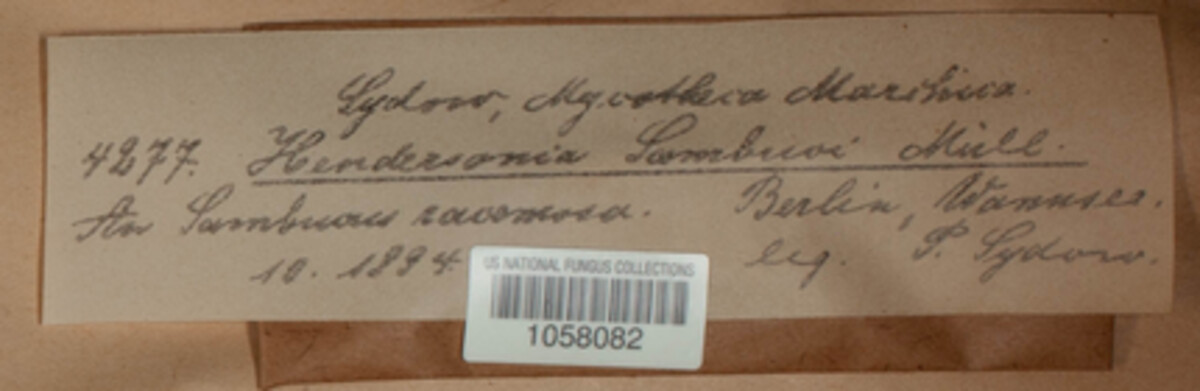 Sydow, Mycotheca Marchica.
4277. Hendersonia Sambuci Müll.
An Sambucus racemosa. Berlin, Wannsee.
10. 1894. leg. P. Sydow.
US NATIONAL FUNGUS COLLECTIONS
1058082